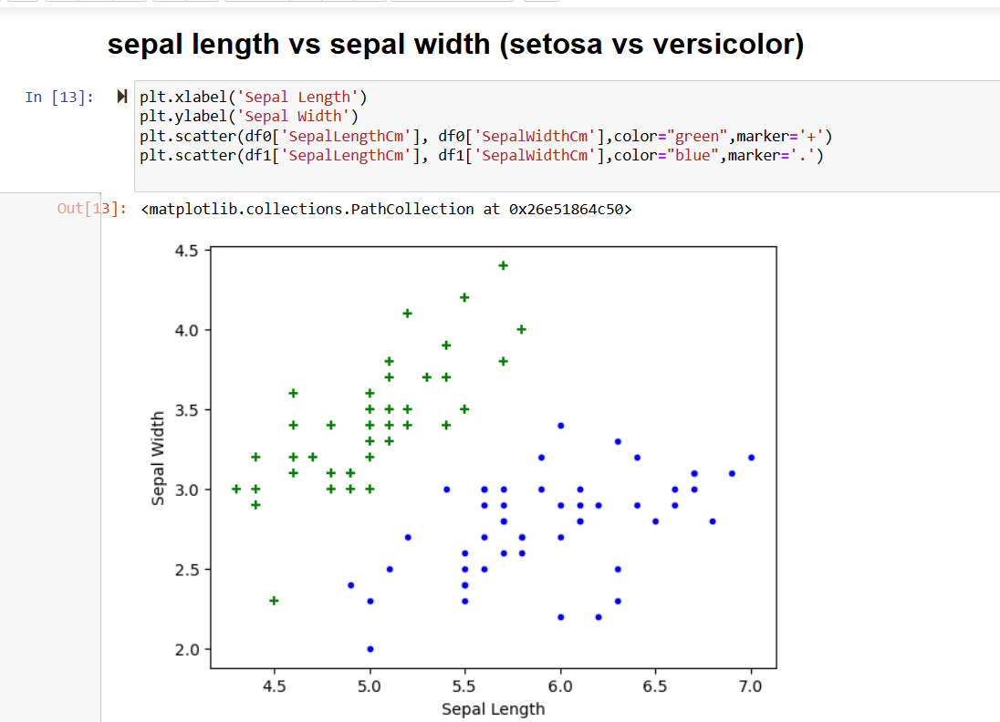 sepal length vs sepal width (setosa vs versicolor)
In [13]:
plt.xlabel('Sepal Length')
plt.ylabel('Sepal Width')
plt.scatter(df0['SepalLengthCm'], df0['SepalWidthCm'],color="green",marker='+')
plt.scatter(df1['SepalLengthCm'], df1['SepalWidthCm'],color="blue",marker='.')
Out[13]: <matplotlib.collections.PathCollection at 0x26e51864c50>
4.5
4.0
3.5
3.0
2.5
2.0
Sepal Width
4.5 5.0 5.5 6.0 6.5 7.0
Sepal Length